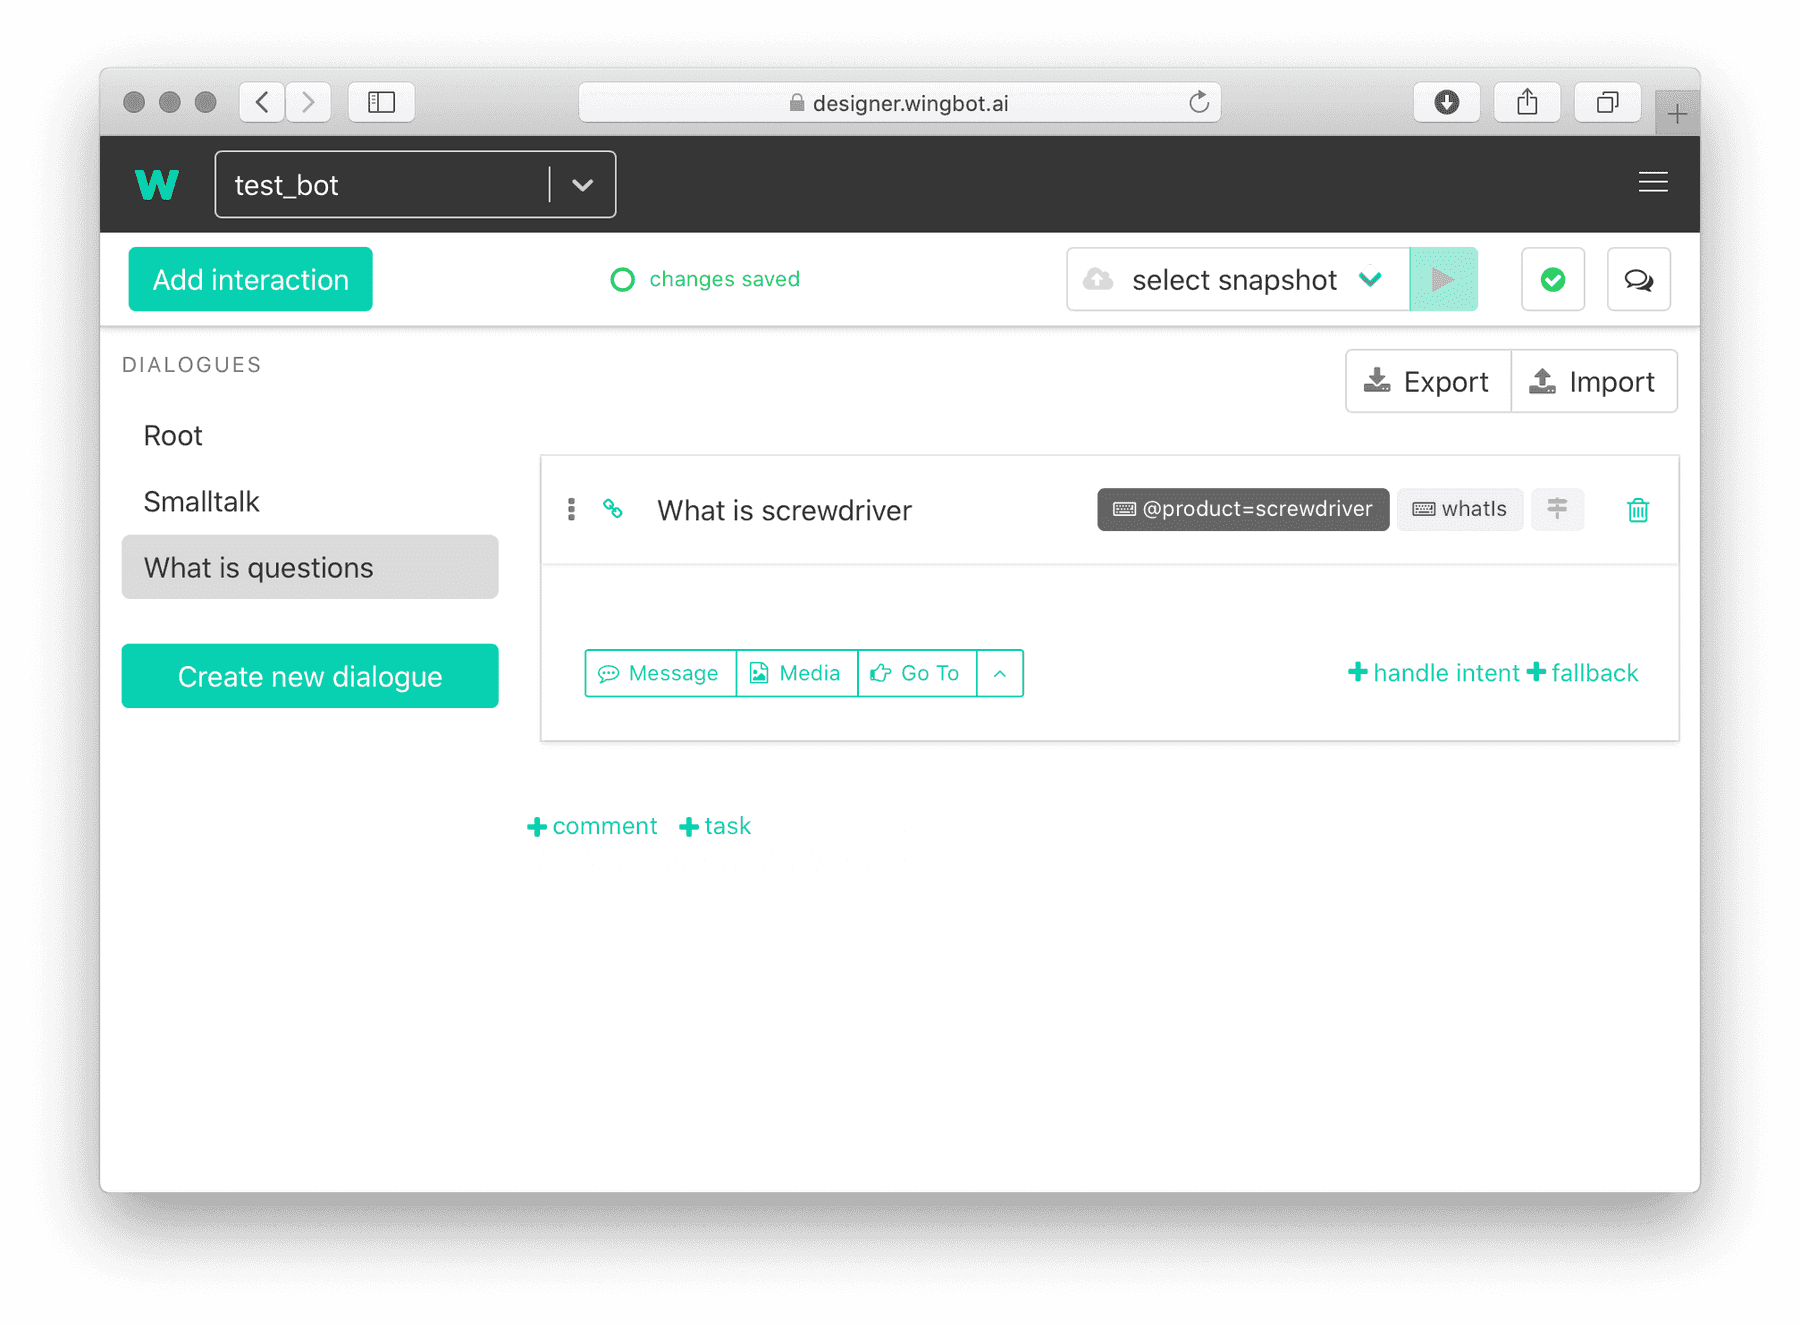 designer.wingbot.ai
W test_bot
Add interaction
changes saved
select snapshot
DIALOGUES
Export
Import
Root
Smalltalk
What is questions
Create new dialogue
What is screwdriver
@product=screwdriver
whatIs
Message
Media
Go To
handle intent
fallback
comment
task